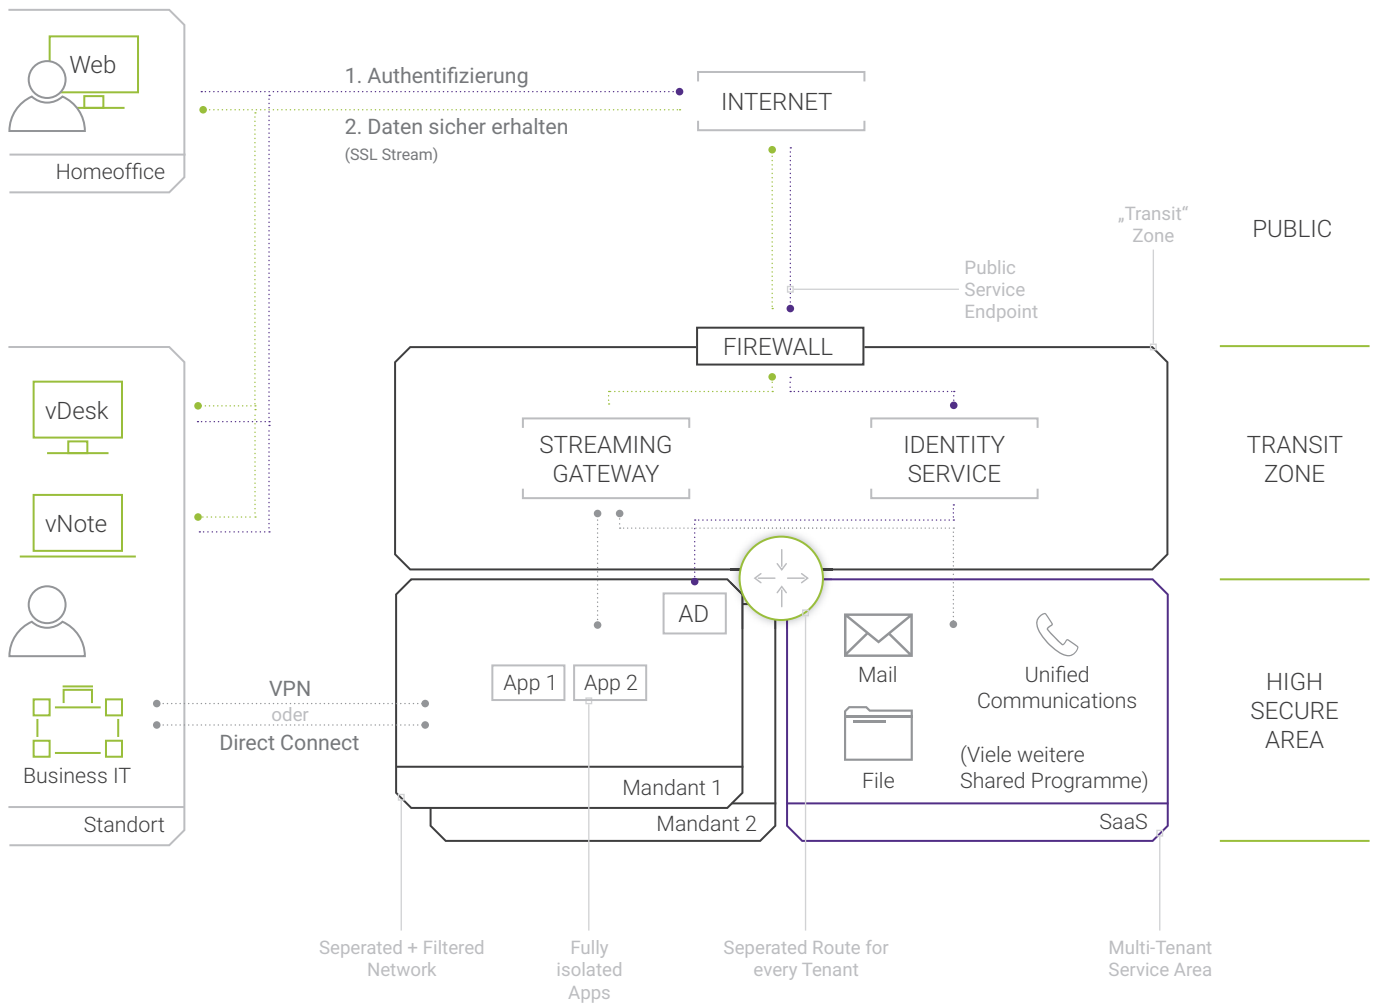 Web
Homeoffice
1. Authentifizierung
2. Daten sicher erhalten
(SSL Stream)
INTERNET
„Transit“
Zone
PUBLIC
Public
Service
Endpoint
FIREWALL
vDesk
vNote
STREAMING
GATEWAY
IDENTITY
SERVICE
TRANSIT
ZONE
AD
App 1
App 2
Mail
Unified
Communications
File
(Viele weitere
Shared Programme)
HIGH
SECURE
AREA
VPN
oder
Direct Connect
Business IT
Standort
Mandant 1
Mandant 2
SaaS
Seperated + Filtered
Network
Fully
isolated
Apps
Seperated Route for
every Tenant
Multi-Tenant
Service Area